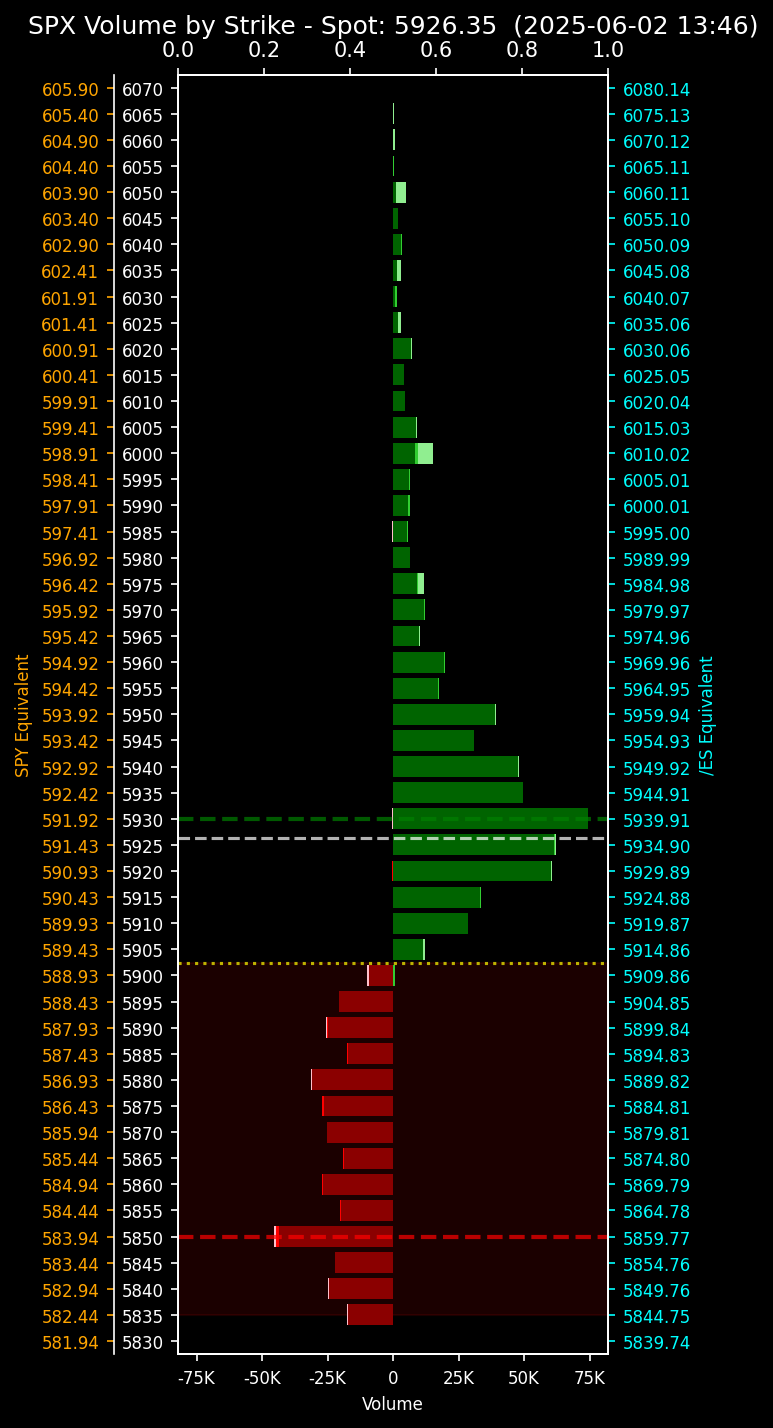 SPX Volume by Strike - Spot: 5926.35 (2025-06-02 13:46)
0.0 0.2 0.4 0.6 0.8 1.0
605.90 6070 6080.14
605.40 6065 6075.13
604.90 6060 6070.12
604.40 6055 6065.11
603.90 6050 6060.11
603.40 6045 6055.10
602.90 6040 6050.09
602.41 6035 6045.08
601.91 6030 6040.07
601.41 6025 6035.06
600.91 6020 6030.06
600.41 6015 6025.05
599.91 6010 6020.04
599.41 6005 6015.03
598.91 6000 6010.02
598.41 5995 6005.01
597.91 5990 6000.01
597.41 5985 5995.00
596.92 5980 5989.99
596.42 5975 5984.98
595.92 5970 5979.97
595.42 5965 5974.96
594.92 5960 5969.96
594.42 5955 5964.95
593.92 5950 5959.94
593.42 5945 5954.93
592.92 5940 5949.92
592.42 5935 5944.91
591.92 5930 5939.91
591.43 5925 5934.90
590.93 5920 5929.89
590.43 5915 5924.88
589.93 5910 5919.87
589.43 5905 5914.86
588.93 5900 5909.86
588.43 5895 5904.85
587.93 5890 5899.84
587.43 5885 5894.83
586.93 5880 5889.82
586.43 5875 5884.81
585.94 5870 5879.81
585.44 5865 5874.80
584.94 5860 5869.79
584.44 5855 5864.78
583.94 5850 5859.77
583.44 5845 5854.76
582.94 5840 5849.76
582.44 5835 5844.75
581.94 5830 5839.74
SPY Equivalent
/ES Equivalent
-75K -50K -25K 0 25K 50K 75K
Volume